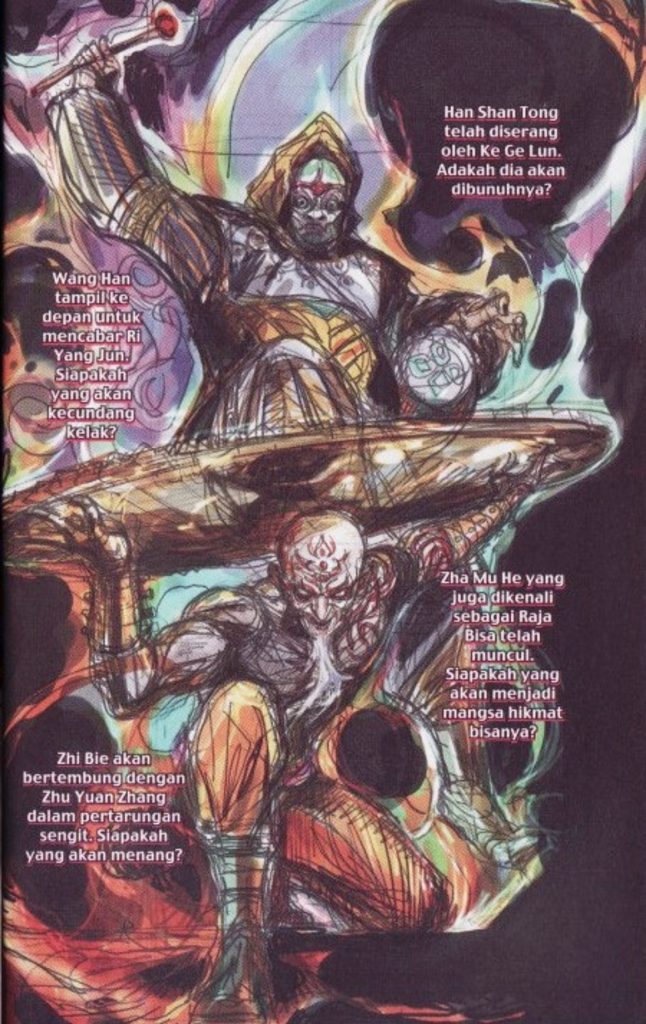 Han Shan Tong
telah diserang
oleh Ke Ge Lun.
Adakah dia akan
dibunuhnya?
Wang Han
tampil ke
depan untuk
mencabar Ri
Yang Jun.
Siapakah
yang akan
kecundang
kelak?
Zha Mu He yang
juga dikenali
sebagai Raja
Bisa telah
muncul.
Siapakah yang
akan menjadi
mangsa hikmat
bisanya?
Zhi Bie akan
bertembung dengan
Zhu Yuan Zhang
dalam pertarungan
sengit. Siapakah
yang akan menang?